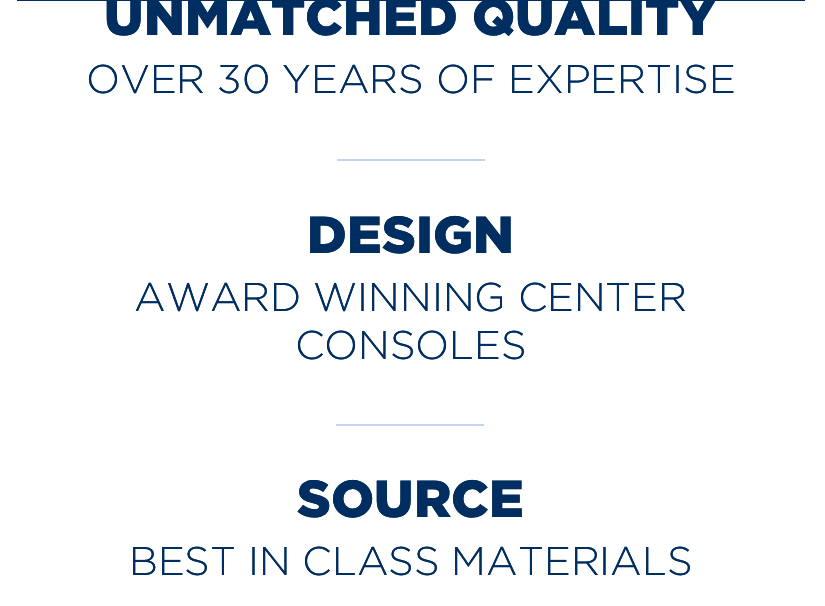 UNMATCHED QUALITY
OVER 30 YEARS OF EXPERTISE
DESIGN
AWARD WINNING CENTER
CONSOLES
SOURCE
BEST IN CLASS MATERIALS